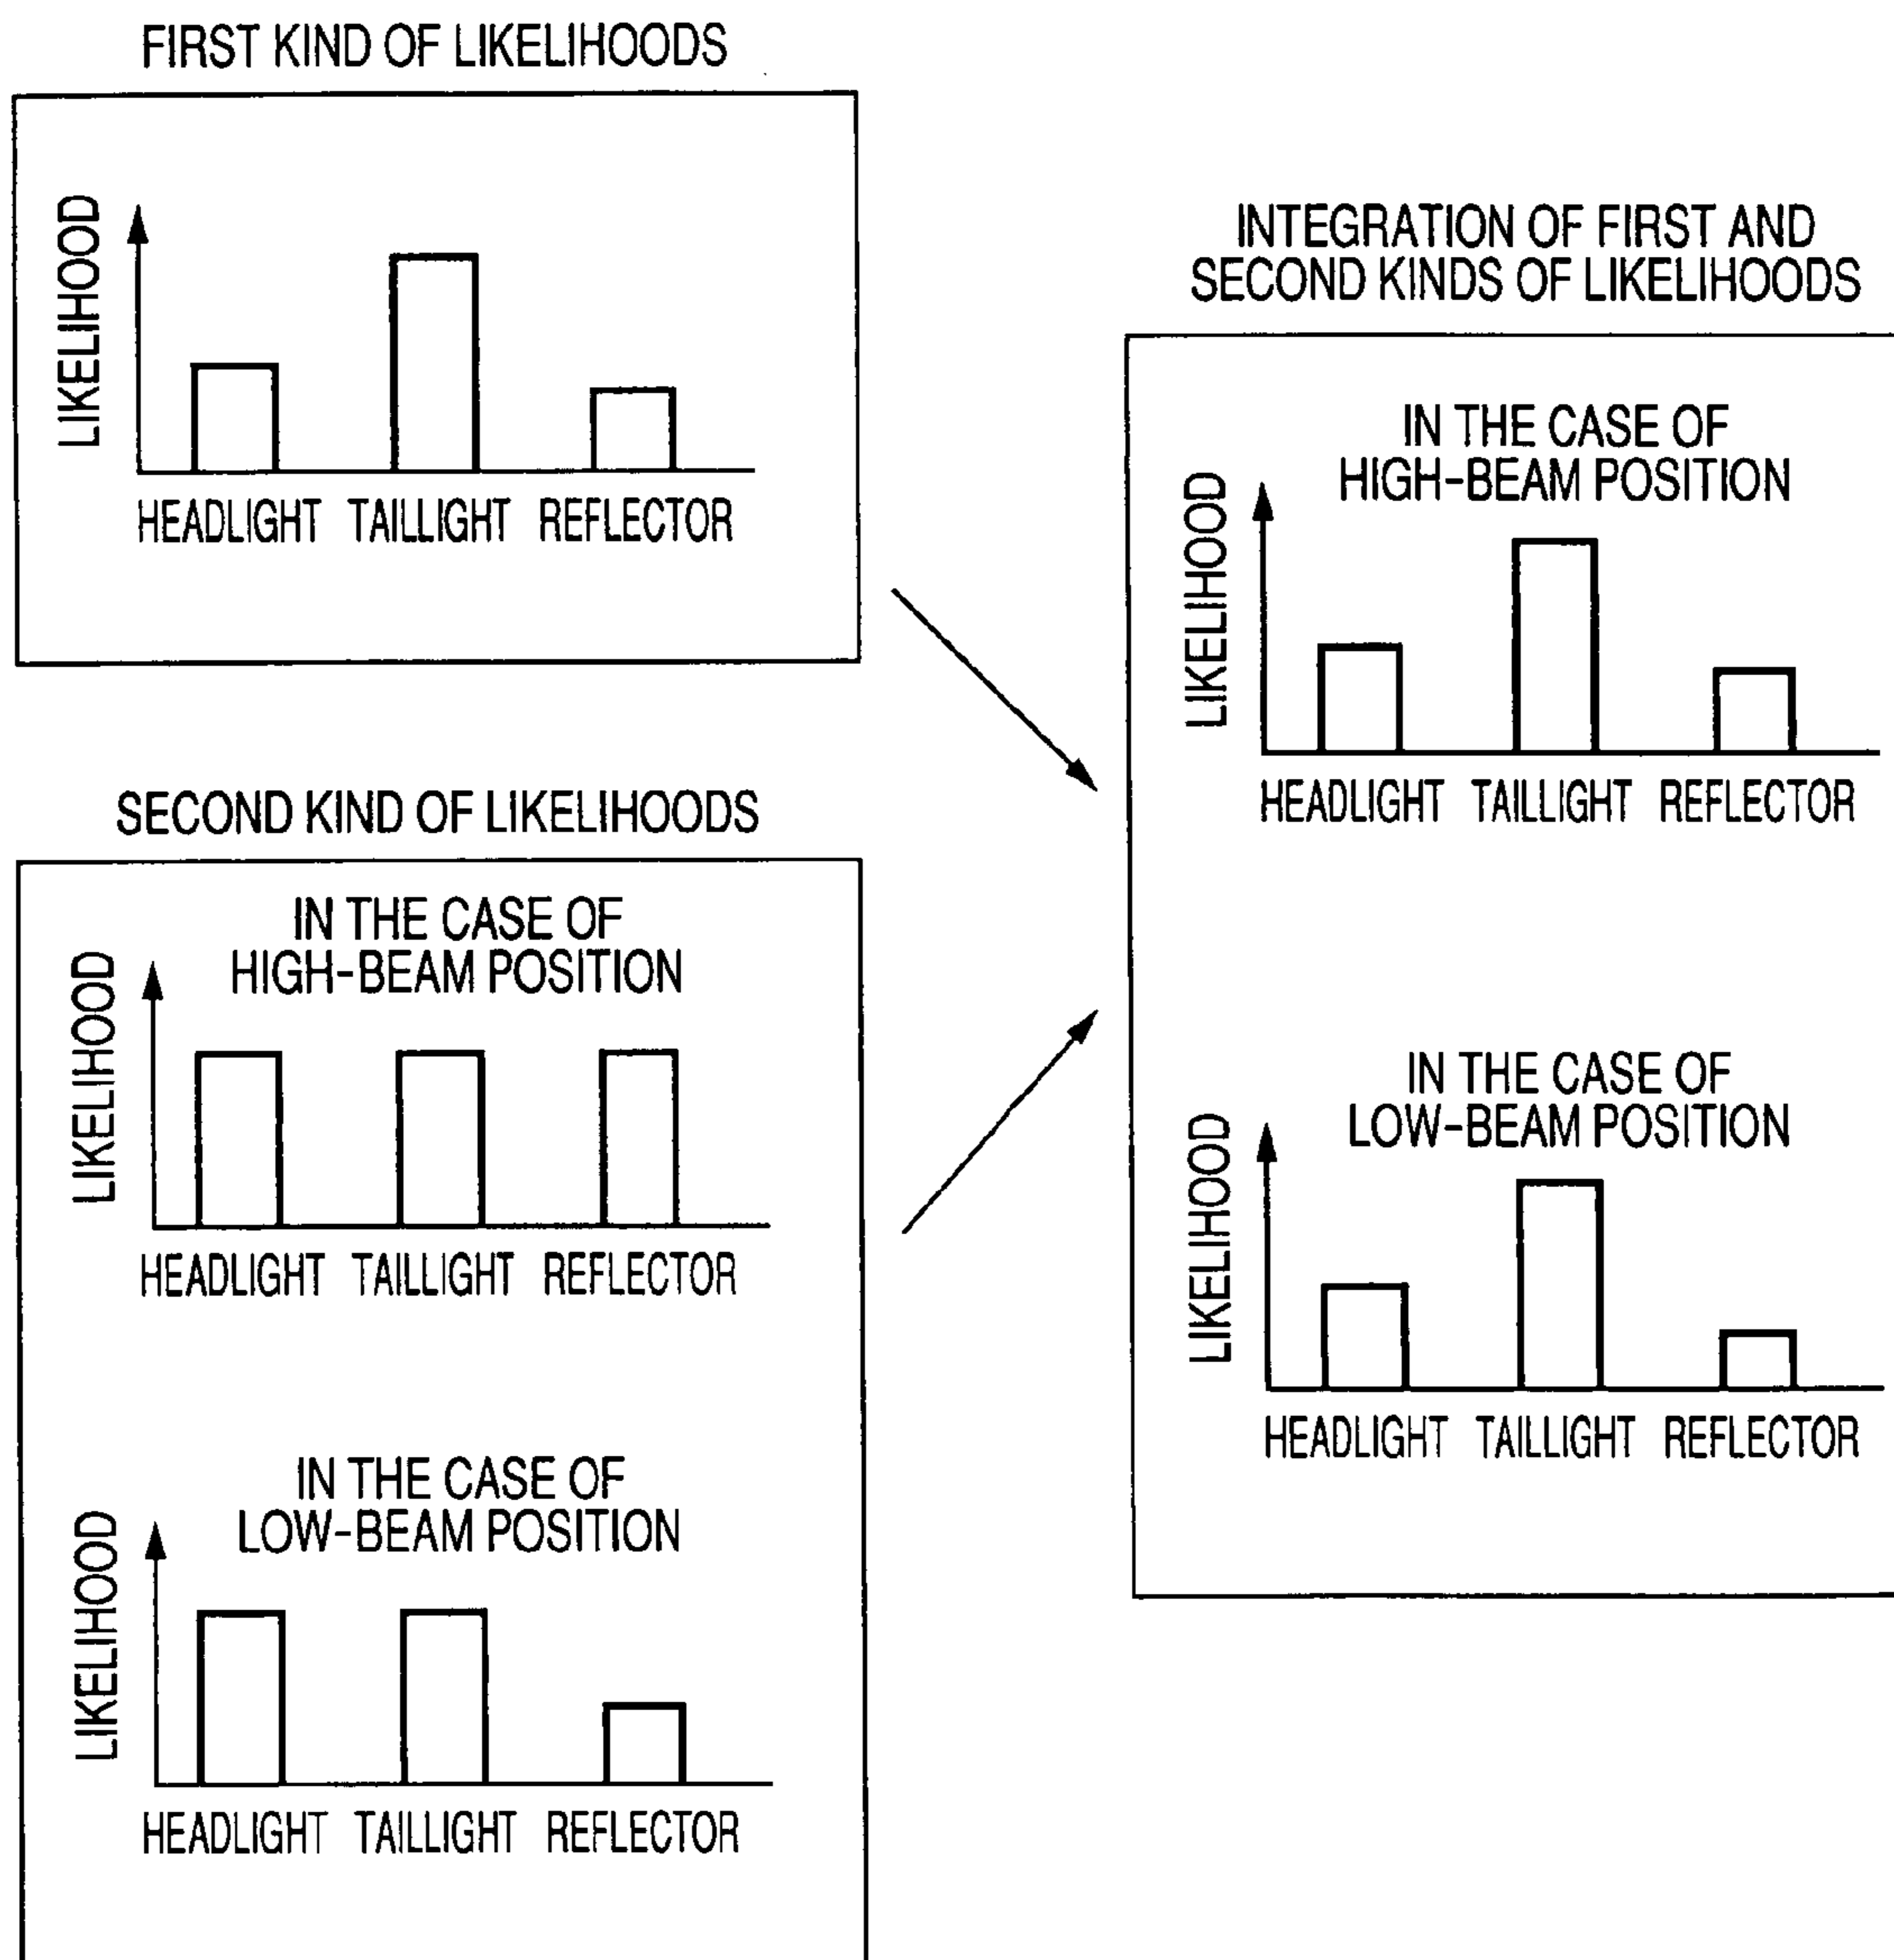 FIRST KIND OF LIKELIHOODS
LIKELIHOOD
HEADLIGHT TAILLIGHT REFLECTOR
SECOND KIND OF LIKELIHOODS
IN THE CASE OF
HIGH-BEAM POSITION
LIKELIHOOD
HEADLIGHT TAILLIGHT REFLECTOR
IN THE CASE OF
LOW-BEAM POSITION
LIKELIHOOD
HEADLIGHT TAILLIGHT REFLECTOR
INTEGRATION OF FIRST AND
SECOND KINDS OF LIKELIHOODS
IN THE CASE OF
HIGH-BEAM POSITION
LIKELIHOOD
HEADLIGHT TAILLIGHT REFLECTOR
IN THE CASE OF
LOW-BEAM POSITION
LIKELIHOOD
HEADLIGHT TAILLIGHT REFLECTOR